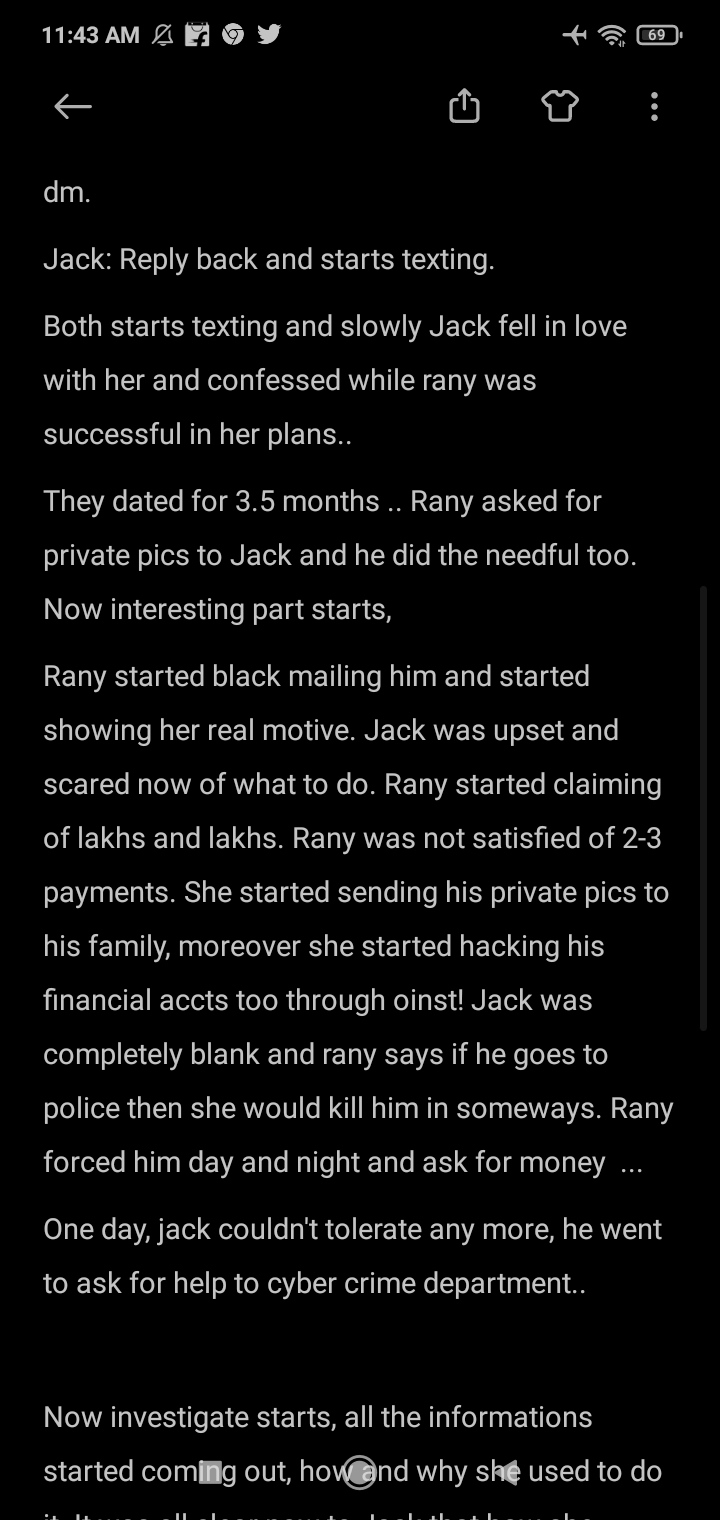 11:43 AM
69
dm.
Jack: Reply back and starts texting.
Both starts texting and slowly Jack fell in love
with her and confessed while rany was
successful in her plans..
They dated for 3.5 months .. Rany asked for
private pics to Jack and he did the needful too.
Now interesting part starts,
Rany started black mailing him and started
showing her real motive. Jack was upset and
scared now of what to do. Rany started claiming
of lakhs and lakhs. Rany was not satisfied of 2-3
payments. She started sending his private pics to
his family, moreover she started hacking his
financial accts too through oinst! Jack was
completely blank and rany says if he goes to
police then she would kill him in someways. Rany
forced him day and night and ask for money ...
One day, jack couldn't tolerate any more, he went
to ask for help to cyber crime department..
Now investigate starts, all the informations
started coming out, how and why she used to do